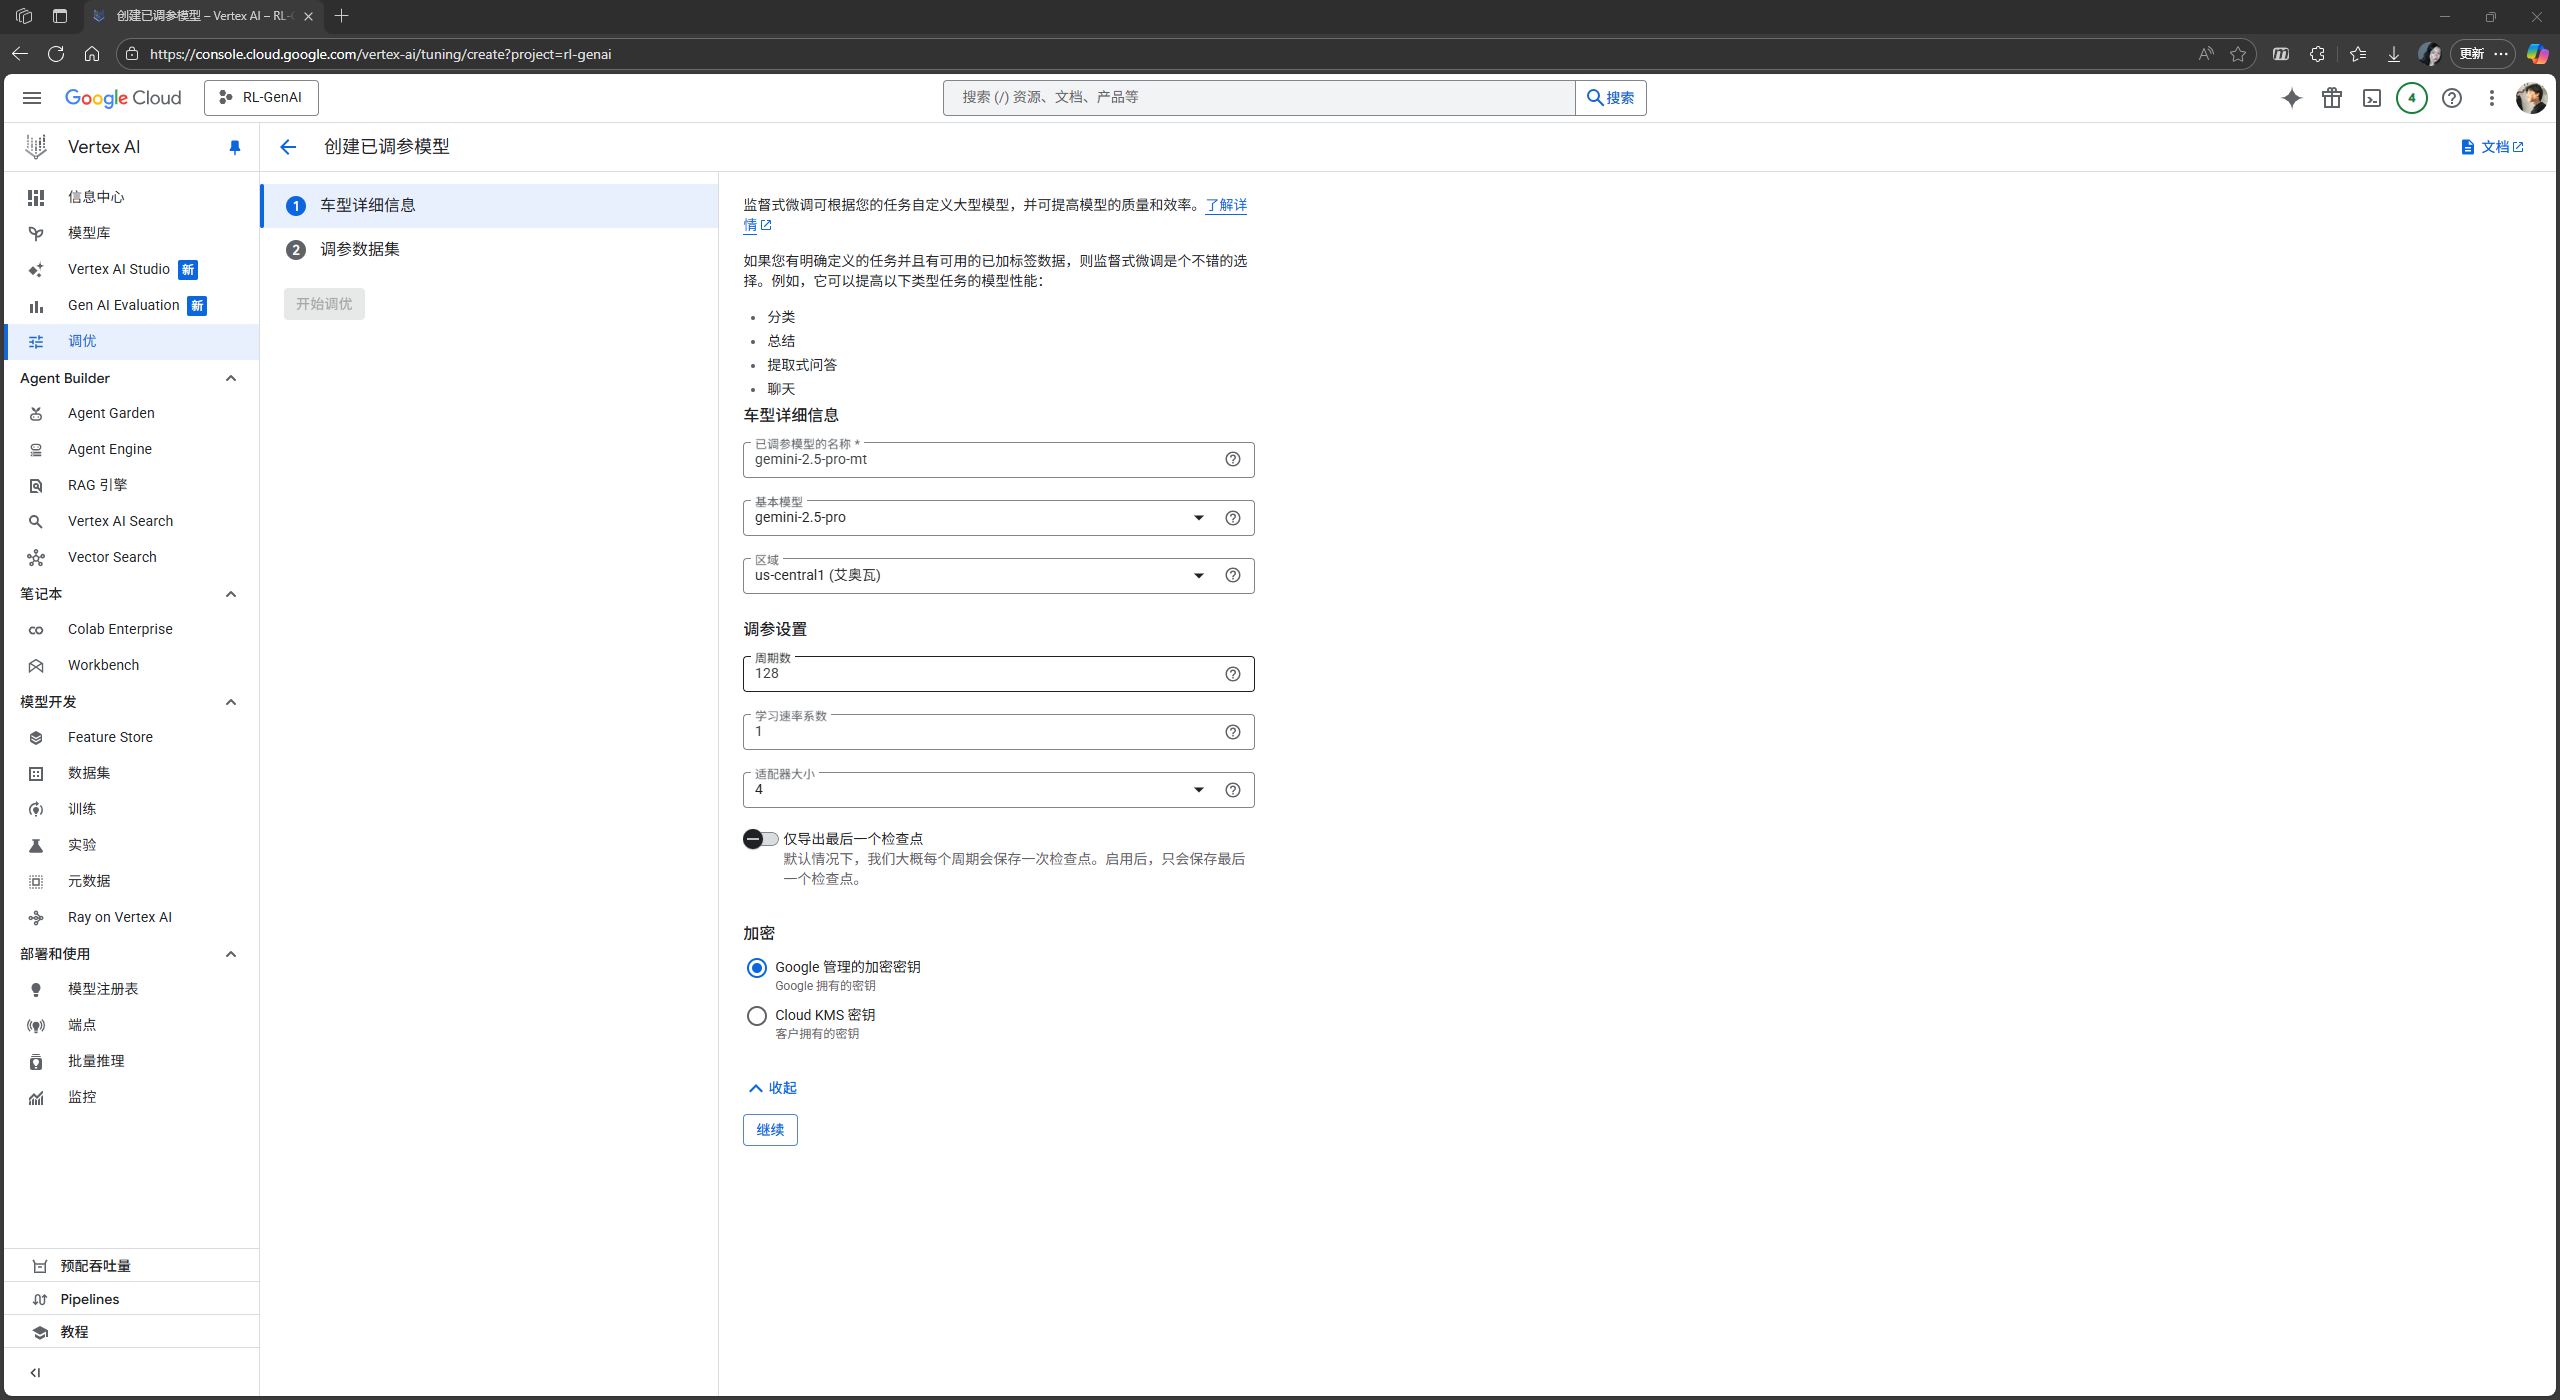 创建已调参模型 – Vertex AI – RL-
https://console.cloud.google.com/vertex-ai/tuning/create?project=rl-genai
更新
Google Cloud
RL-GenAI
搜索 (/) 资源、文档、产品等
搜索
4
Vertex AI
创建已调参模型
文档
信息中心
模型库
Vertex AI Studio 新
Gen AI Evaluation 新
调优
Agent Builder
Agent Garden
Agent Engine
RAG 引擎
Vertex AI Search
Vector Search
笔记本
Colab Enterprise
Workbench
模型开发
Feature Store
数据集
训练
实验
元数据
Ray on Vertex AI
部署和使用
模型注册表
端点
批量推理
监控
预配吞吐量
Pipelines
教程
1 车型详细信息
2 调参数据集
开始调优
监督式微调可根据您的任务自定义大型模型，并可提高模型的质量和效率。了解详
情
如果您有明确定义的任务并且有可用的已加标签数据，则监督式微调是个不错的选
择。例如，它可以提高以下类型任务的模型性能：
• 分类
• 总结
• 提取式问答
• 聊天
车型详细信息
已调参模型的名称 *
gemini-2.5-pro-mt
基本模型
gemini-2.5-pro
区域
us-central1 (艾奥瓦)
调参设置
周期数
128
学习速率系数
1
适配器大小
4
仅导出最后一个检查点
默认情况下，我们大概每个周期会保存一次检查点。启用后，只会保存最后
一个检查点。
加密
Google 管理的加密密钥
Google 拥有的密钥
Cloud KMS 密钥
客户拥有的密钥
收起
继续